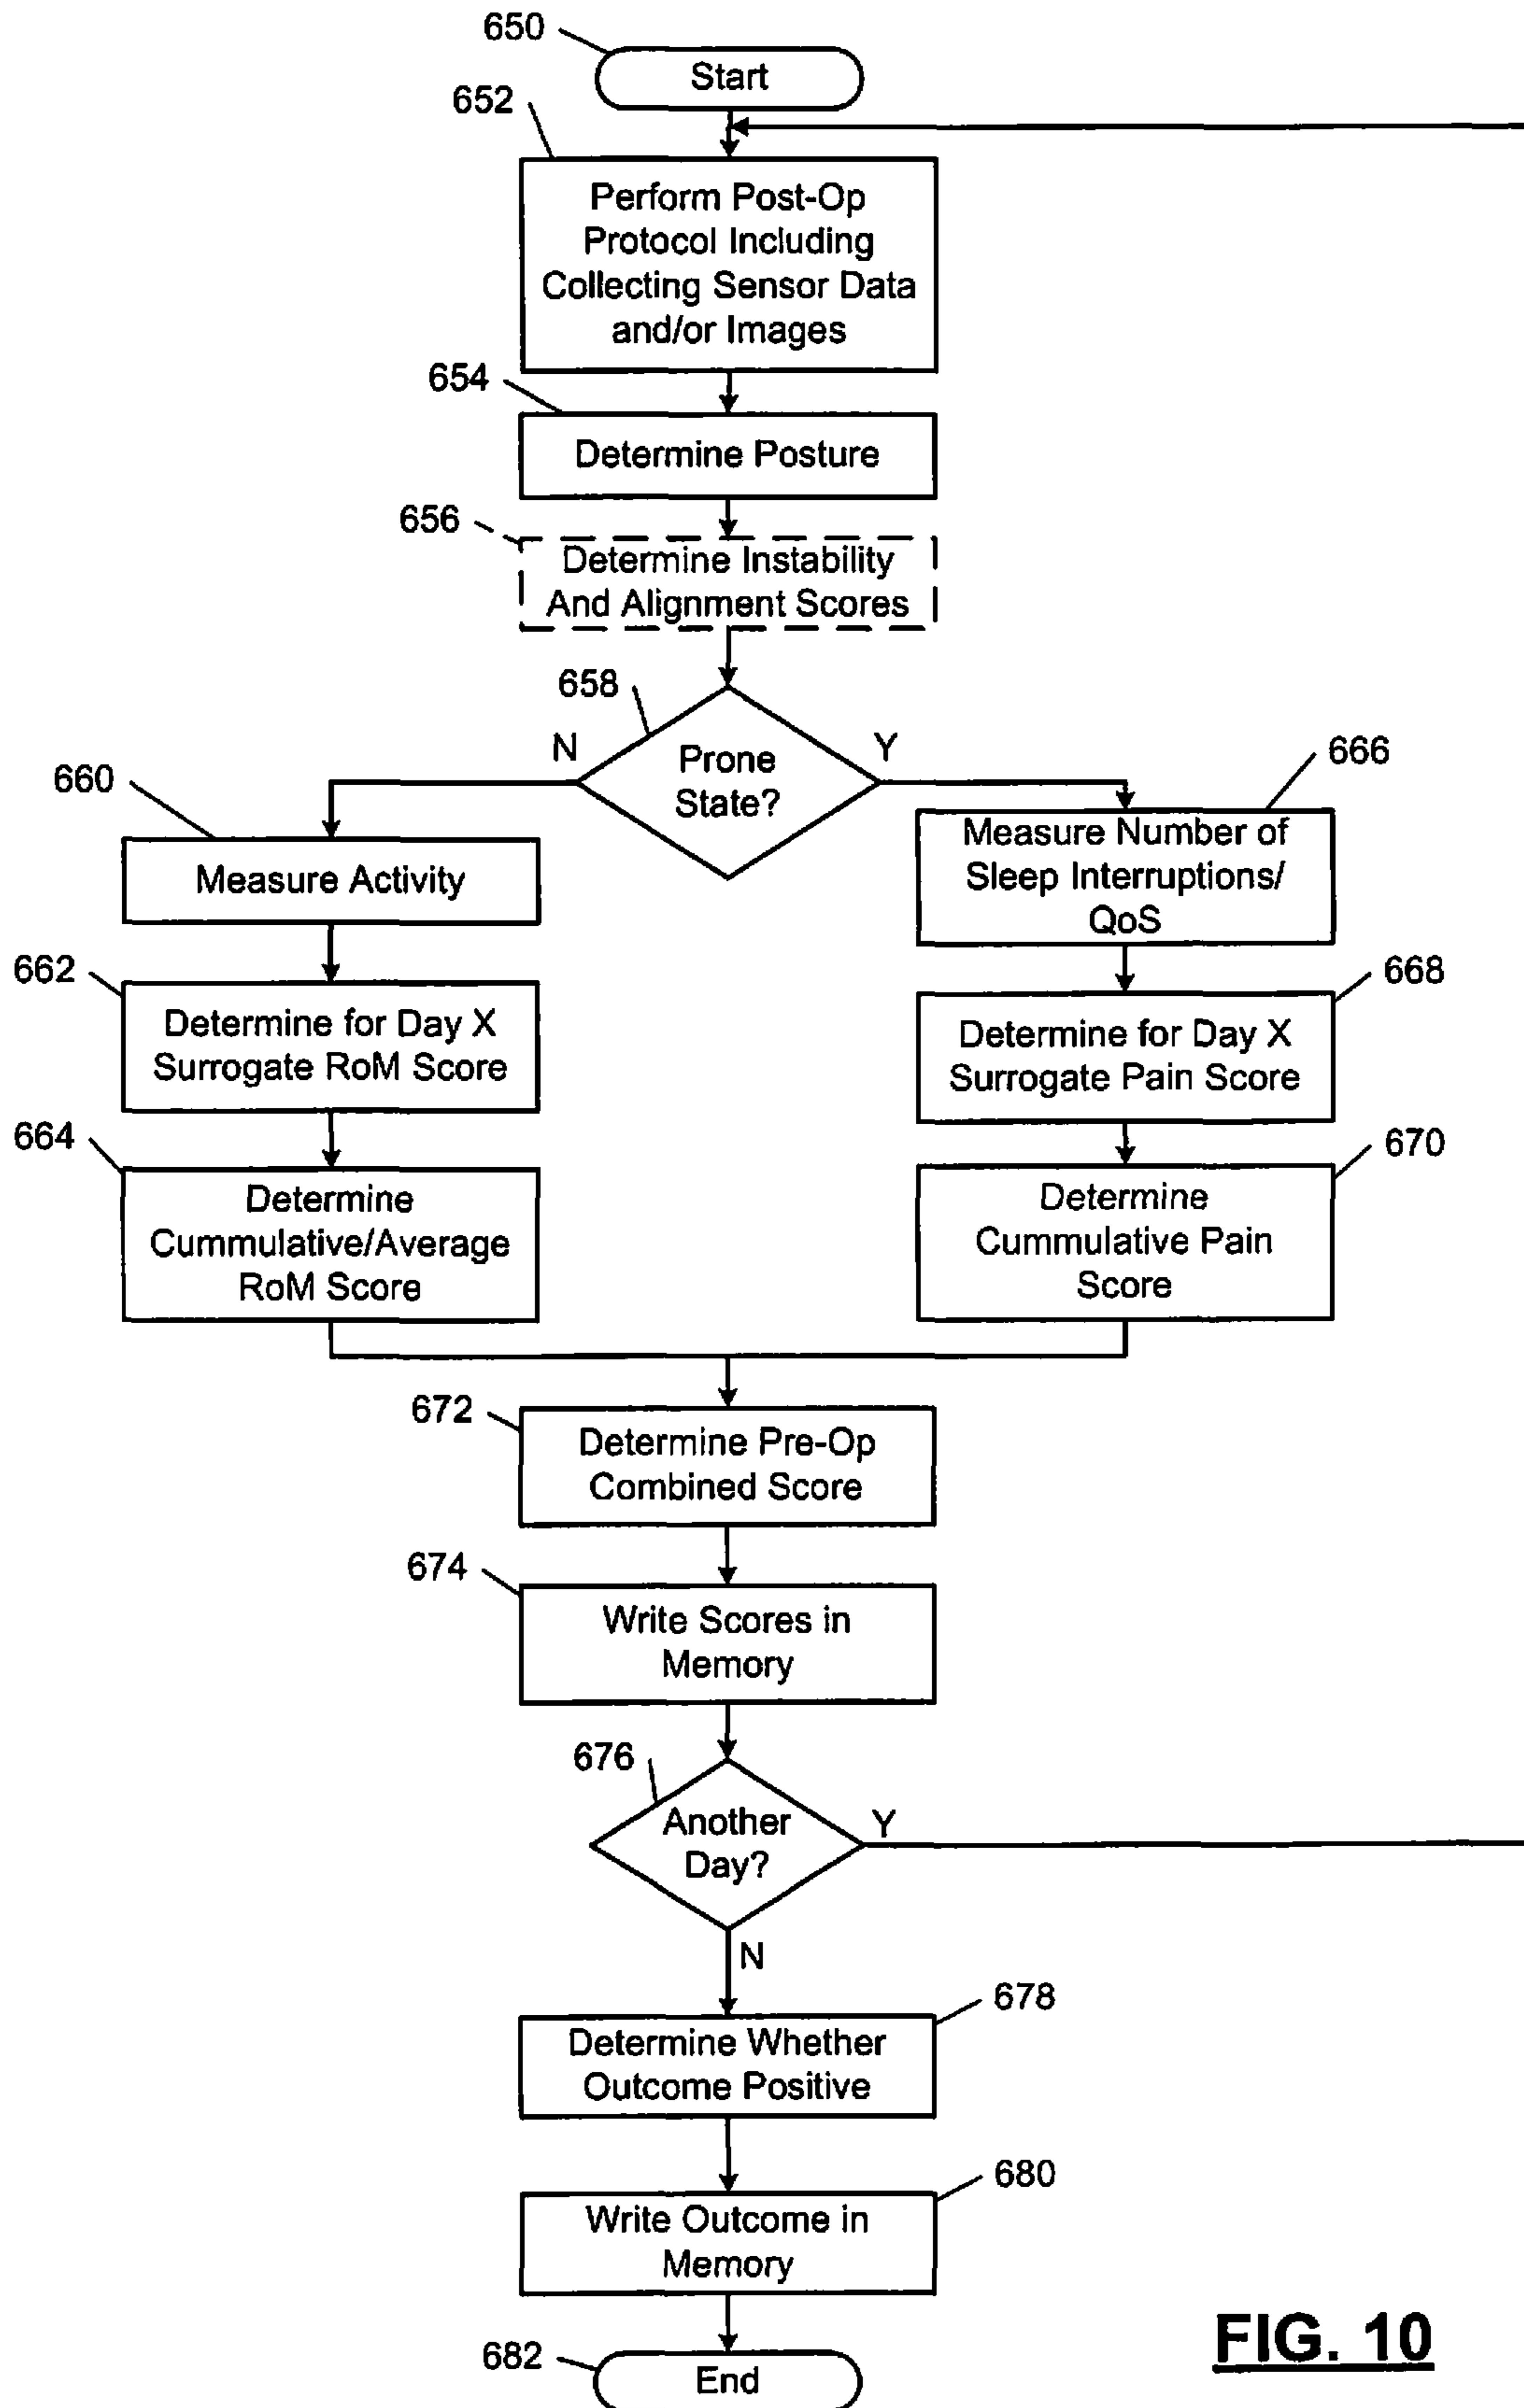 650
Start
652
Perform Post-Op
Protocol Including
Collecting Sensor Data
and/or Images
654
Determine Posture
656
Determine Instability
And Alignment Scores
658
Prone
State?
N
Y
660
Measure Activity
662
Determine for Day X
Surrogate RoM Score
664
Determine
Cummulative/Average
RoM Score
666
Measure Number of
Sleep Interruptions/
QoS
668
Determine for Day X
Surrogate Pain Score
670
Determine
Cummulative Pain
Score
672
Determine Pre-Op
Combined Score
674
Write Scores in
Memory
676
Another
Day?
Y
N
678
Determine Whether
Outcome Positive
680
Write Outcome in
Memory
682
End
FIG. 10